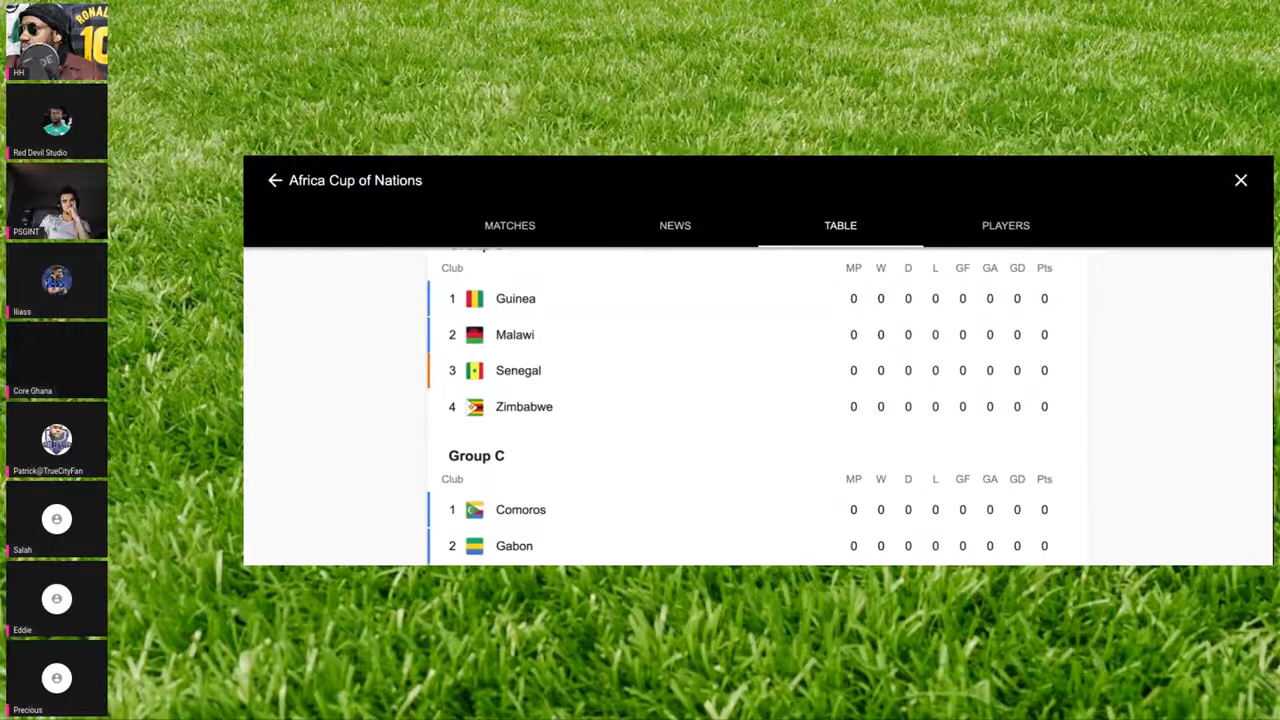 RONAL
10
HH
Red Devil Studio
PSGINT
Iliass
Core Ghana
Patrick@TrueCityFan
Salah
Eddie
Precious
Africa Cup of Nations
MATCHES NEWS TABLE PLAYERS
Club MP W D L GF GA GD Pts
1 Guinea 0 0 0 0 0 0 0 0
2 Malawi 0 0 0 0 0 0 0 0
3 Senegal 0 0 0 0 0 0 0 0
4 Zimbabwe 0 0 0 0 0 0 0 0
Group C
Club MP W D L GF GA GD Pts
1 Comoros 0 0 0 0 0 0 0 0
2 Gabon 0 0 0 0 0 0 0 0